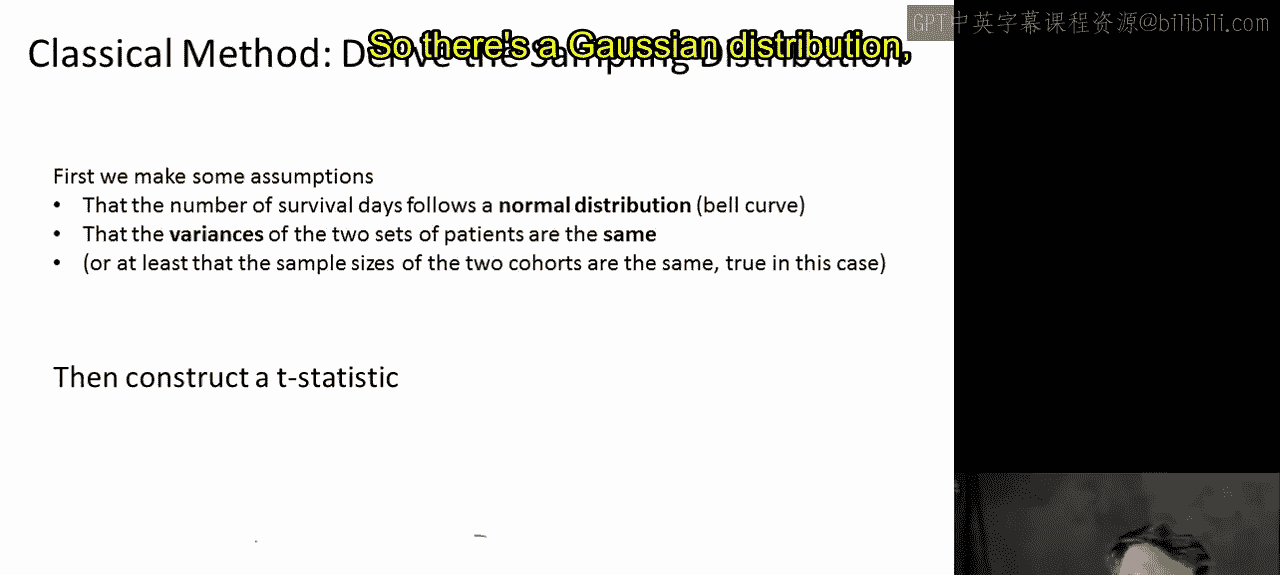 GPT中英字幕课程资源@bilibili.com
So there's a Gaussian distribution,
Classical Method: Derive the Sampling Distribution
First we make some assumptions
• That the number of survival days follows a normal distribution (bell curve)
• That the variances of the two sets of patients are the same
• (or at least that the sample sizes of the two cohorts are the same, true in this case)
Then construct a t-statistic